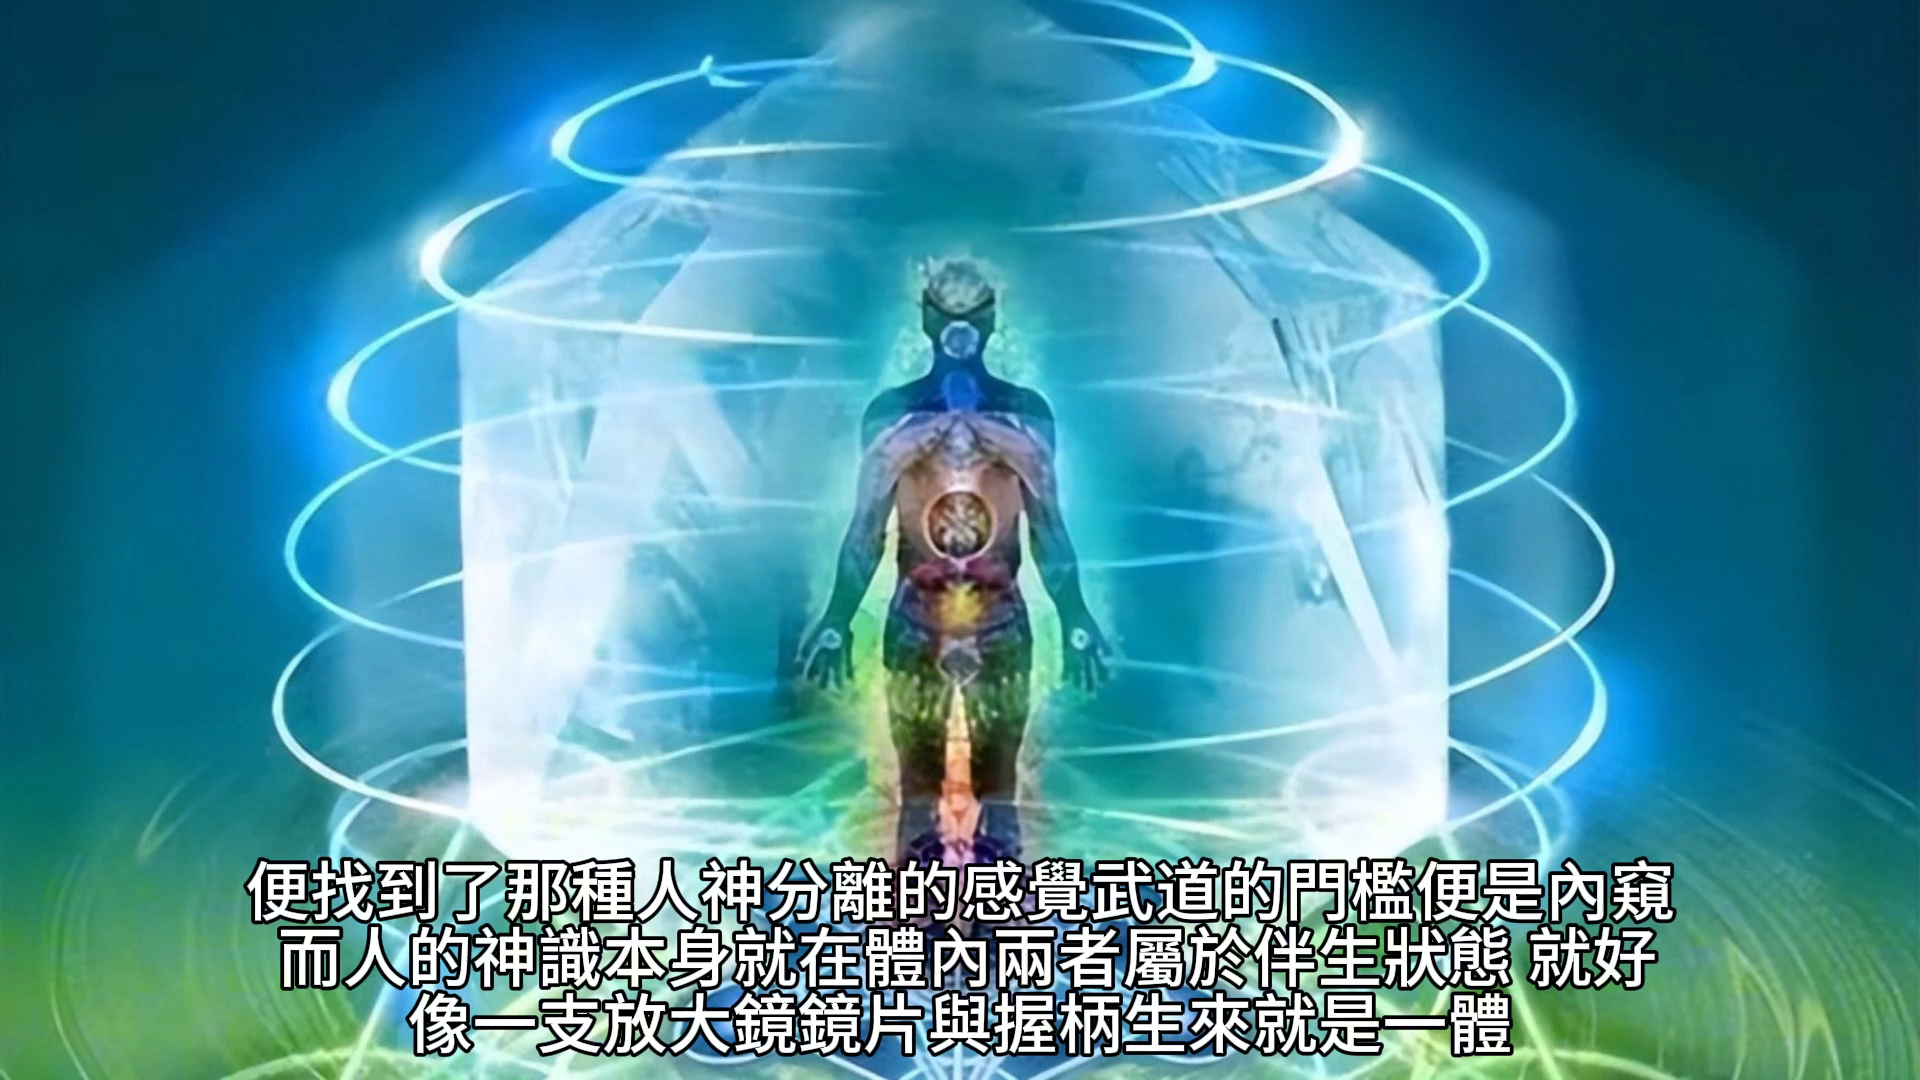 便找到了那種人神分離的感覺武道的門檻便是內窺
而人的神識本身就在體內兩者屬於伴生狀態 就好
像一支放大鏡鏡片與握柄生來就是一體